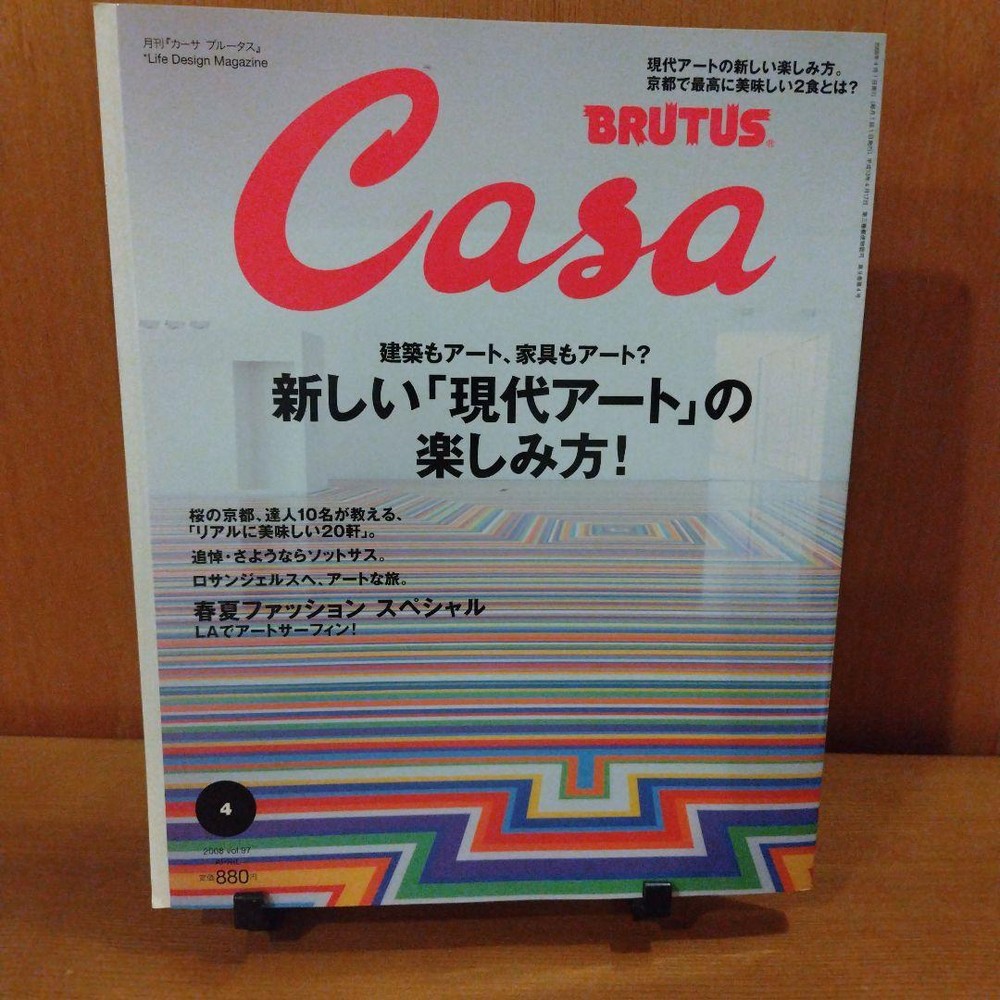 月刊『カーサ ブルータス』
*Life Design Magazine
現代アートの新しい楽しみ方。
京都で最高に美味しい2食とは?
BRUTUS®
Casa
建築もアート、家具もアート?
新しい「現代アート」の
楽しみ方!
桜の京都、達人10名が教える、
「リアルに美味しい20軒」。
追悼・さようならソットサス。
ロサンジェルスへ、アートな旅。
春夏ファッション スペシャル
LAでアートサーフィン!
4
2008 vol.97
APRIL
定価880円